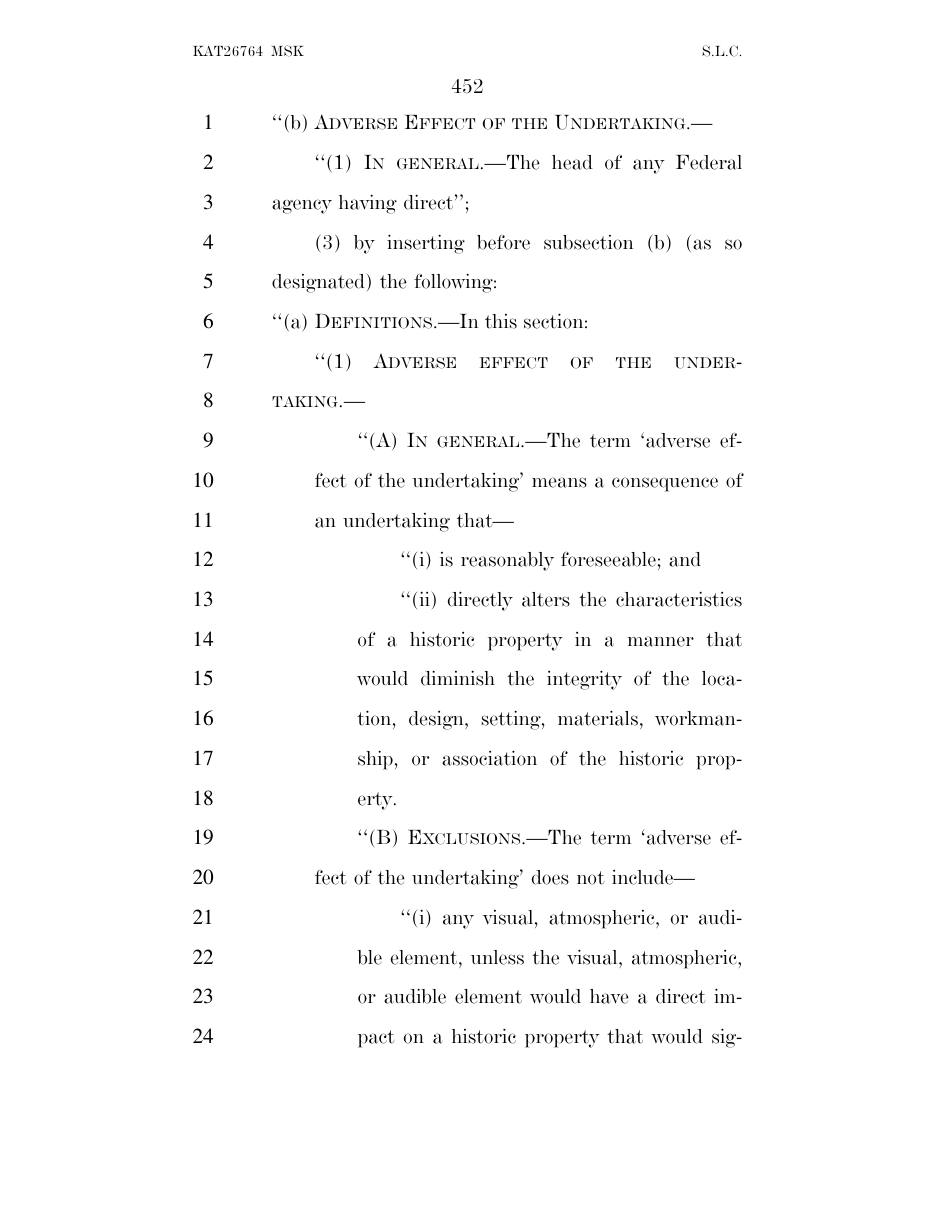 KAT26764 MSK S.L.C.
452
1 ‘‘(b) ADVERSE EFFECT OF THE UNDERTAKING.—
2 ‘‘(1) IN GENERAL.—The head of any Federal
3 agency having direct’’;
4 (3) by inserting before subsection (b) (as so
5 designated) the following:
6 ‘‘(a) DEFINITIONS.—In this section:
7 ‘‘(1) ADVERSE EFFECT OF THE UNDER-
8 TAKING.—
9 ‘‘(A) IN GENERAL.—The term ‘adverse ef-
10 fect of the undertaking’ means a consequence of
11 an undertaking that—
12 ‘‘(i) is reasonably foreseeable; and
13 ‘‘(ii) directly alters the characteristics
14 of a historic property in a manner that
15 would diminish the integrity of the loca-
16 tion, design, setting, materials, workman-
17 ship, or association of the historic prop-
18 erty.
19 ‘‘(B) EXCLUSIONS.—The term ‘adverse ef-
20 fect of the undertaking’ does not include—
21 ‘‘(i) any visual, atmospheric, or audi-
22 ble element, unless the visual, atmospheric,
23 or audible element would have a direct im-
24 pact on a historic property that would sig-